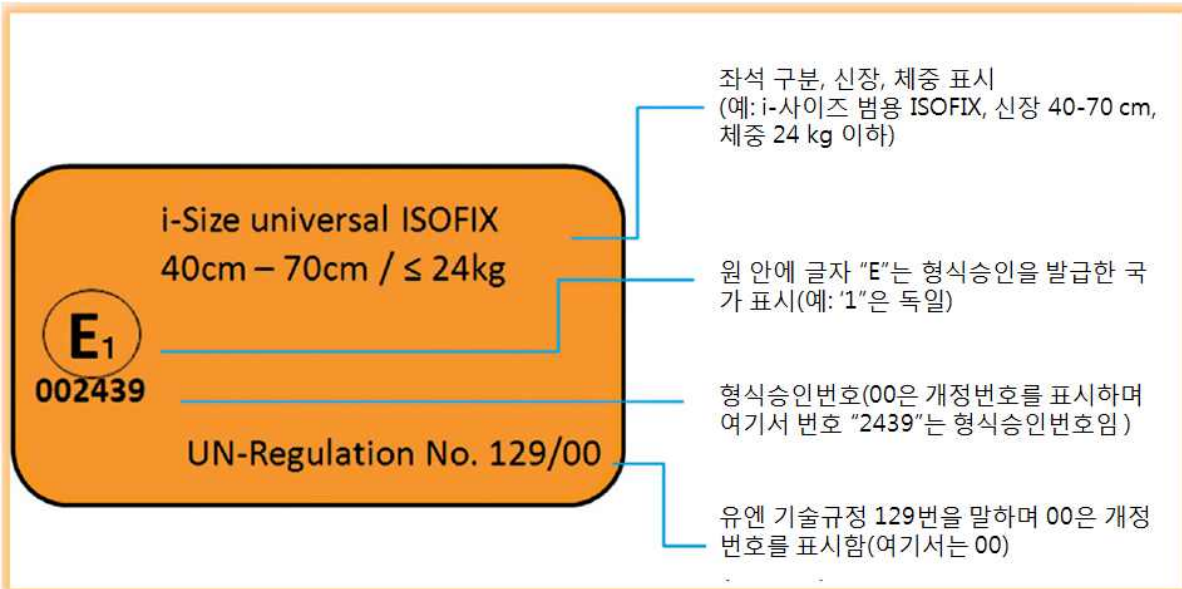 i-Size universal ISOFIX
40cm – 70cm / ≤ 24kg
E1
002439
UN-Regulation No. 129/00
좌석 구분, 신장, 체중 표시
(예: i-사이즈 범용 ISOFIX, 신장 40-70 cm,
체중 24 kg 이하)
원 안에 글자 “E”는 형식승인을 발급한 국
가 표시(예: ‘1”은 독일)
형식승인번호(00은 개정번호를 표시하며
여기서 번호 “2439”는 형식승인번호임 )
유엔 기술규정 129번을 말하며 00은 개정
번호를 표시함(여기서는 00)